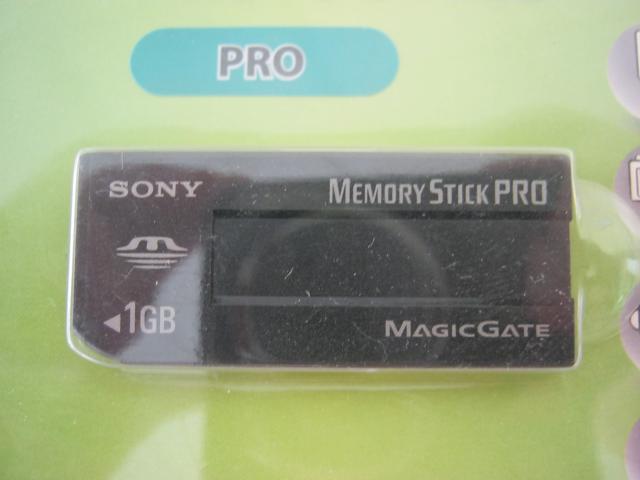 PRO
SONY
MEMORY STICK PRO
1GB
MAGICGATE